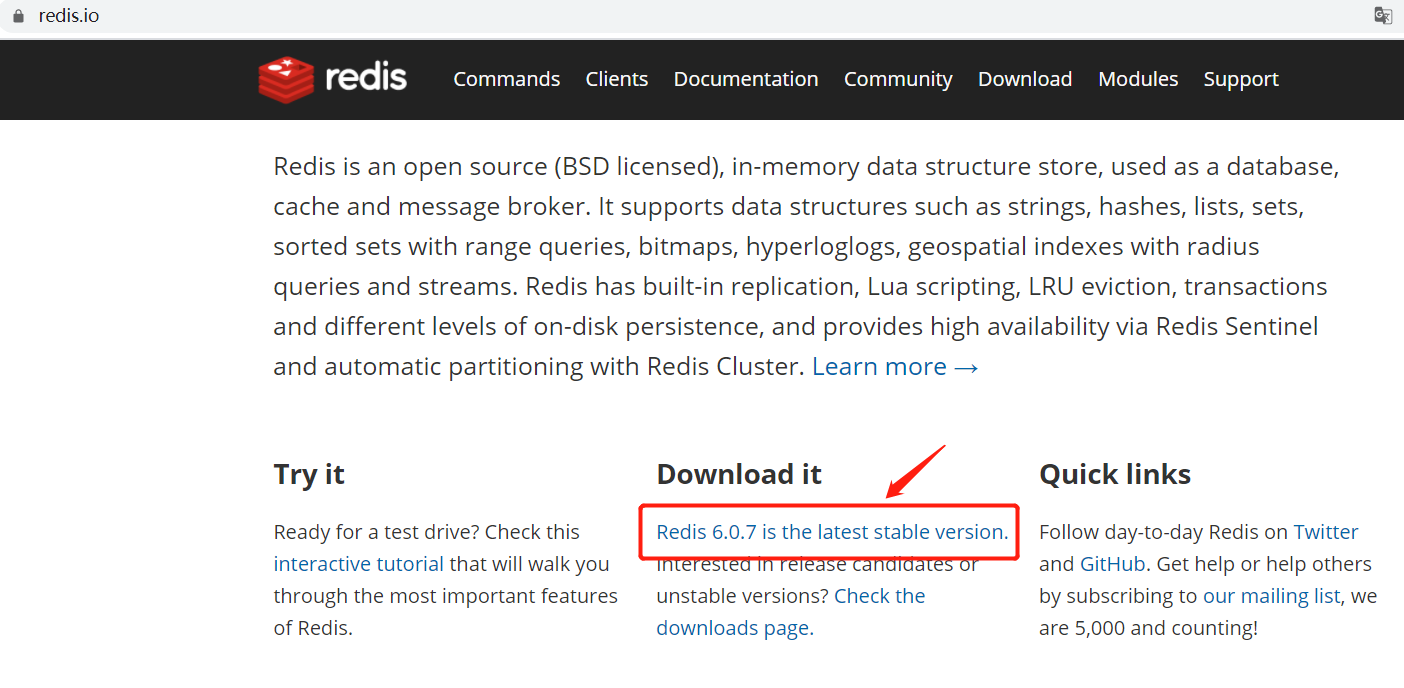 redis.io
redis
Commands Clients Documentation Community Download Modules Support
Redis is an open source (BSD licensed), in-memory data structure store, used as a database,
cache and message broker. It supports data structures such as strings, hashes, lists, sets,
sorted sets with range queries, bitmaps, hyperloglogs, geospatial indexes with radius
queries and streams. Redis has built-in replication, Lua scripting, LRU eviction, transactions
and different levels of on-disk persistence, and provides high availability via Redis Sentinel
and automatic partitioning with Redis Cluster. Learn more →
Try it
Ready for a test drive? Check this
interactive tutorial that will walk you
through the most important features
of Redis.
Download it
Redis 6.0.7 is the latest stable version.
Interested in release candidates or
unstable versions? Check the
downloads page.
Quick links
Follow day-to-day Redis on Twitter
and GitHub. Get help or help others
by subscribing to our mailing list, we
are 5,000 and counting!